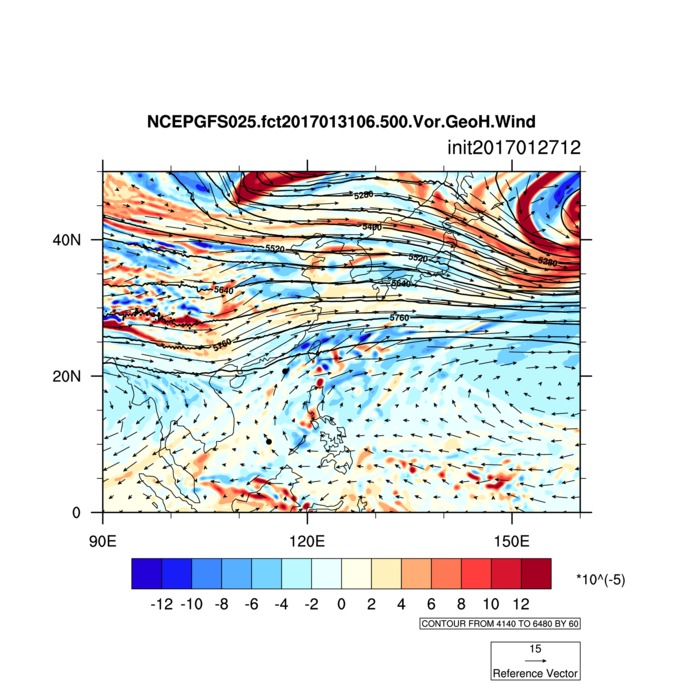 NCEPGFS025.fct2017013106.500.Vor.GeoH.Wind
init2017012712
5280
5400
40N
5520
5520
5280
5640
5640
5760
5760
20N
0
90E 120E 150E
-12 -10 -8 -6 -4 -2 0 2 4 6 8 10 12
*10^(-5)
CONTOUR FROM 4140 TO 6480 BY 60
15
Reference Vector